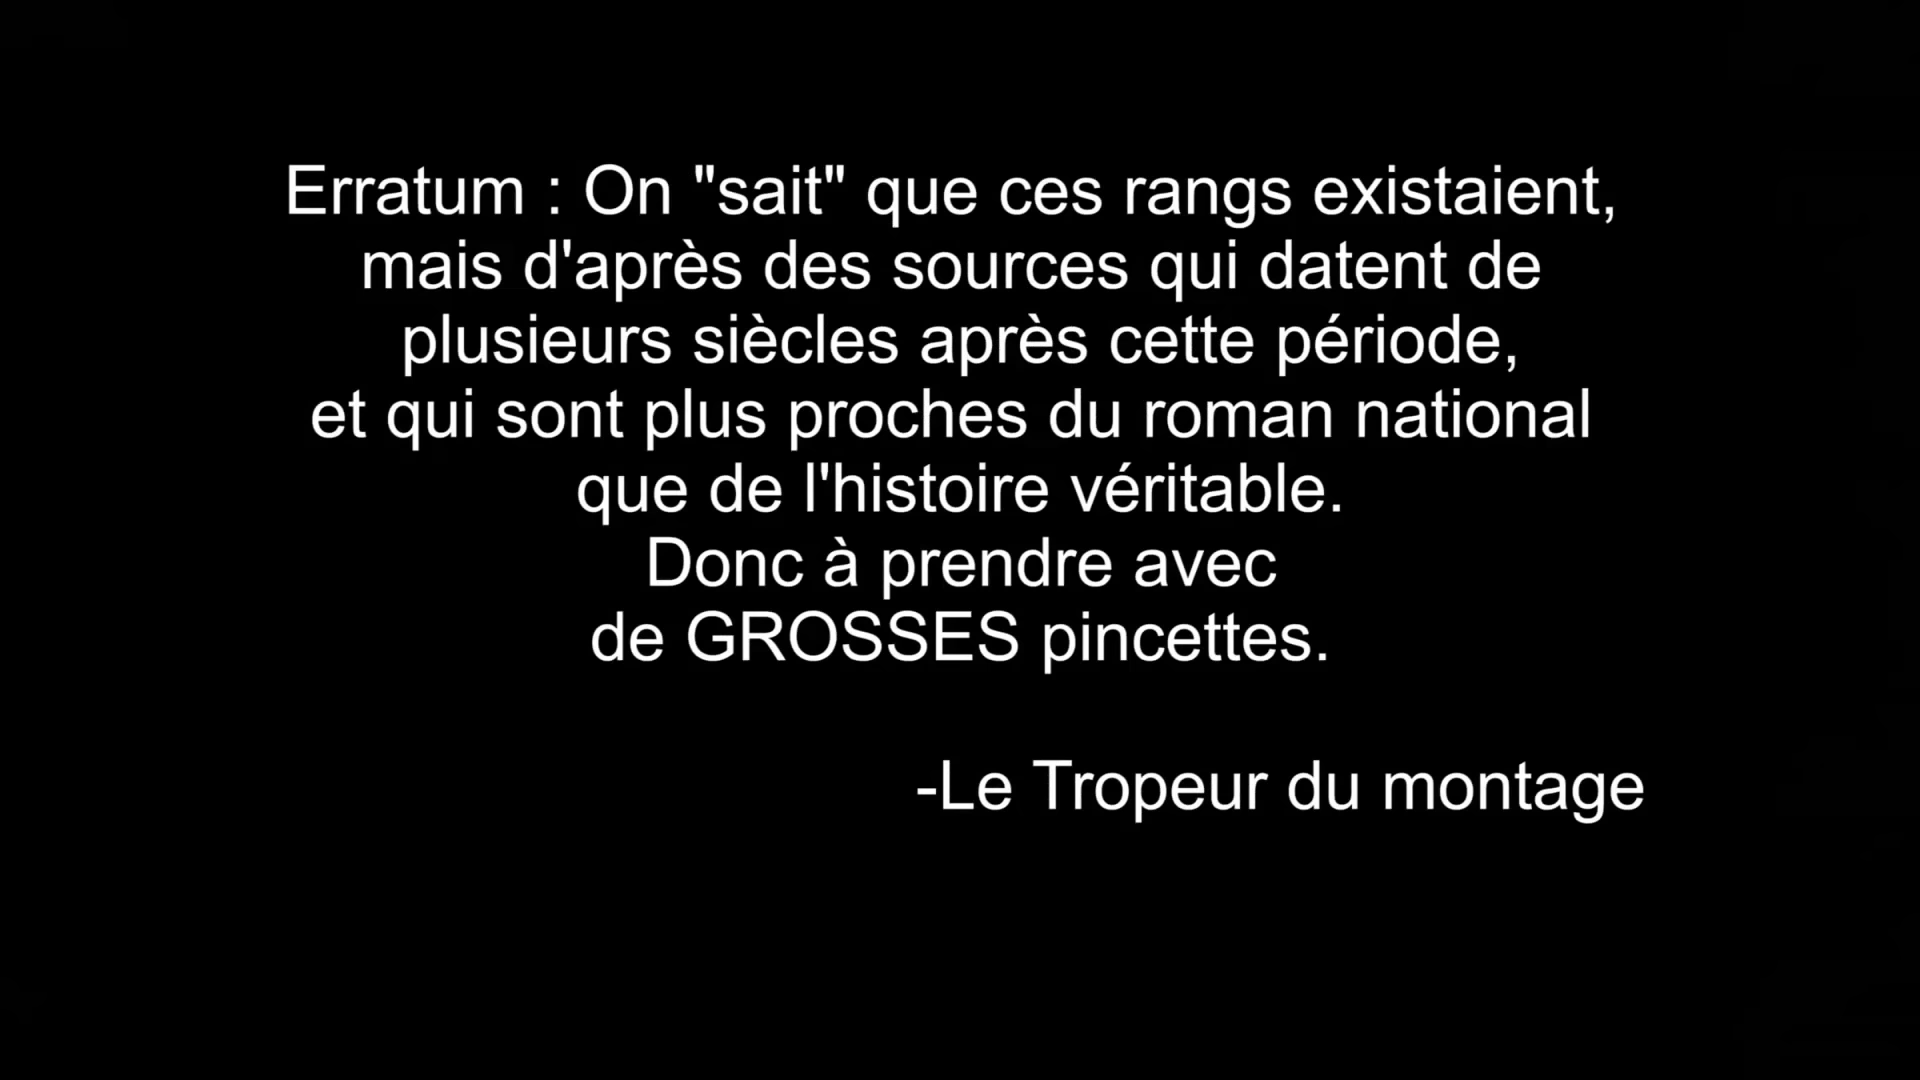 Erratum : On "sait" que ces rangs existaient,
mais d'après des sources qui datent de
plusieurs siècles après cette période,
et qui sont plus proches du roman national
que de l'histoire véritable.
Donc à prendre avec
de GROSSES pincettes.
-Le Tropeur du montage